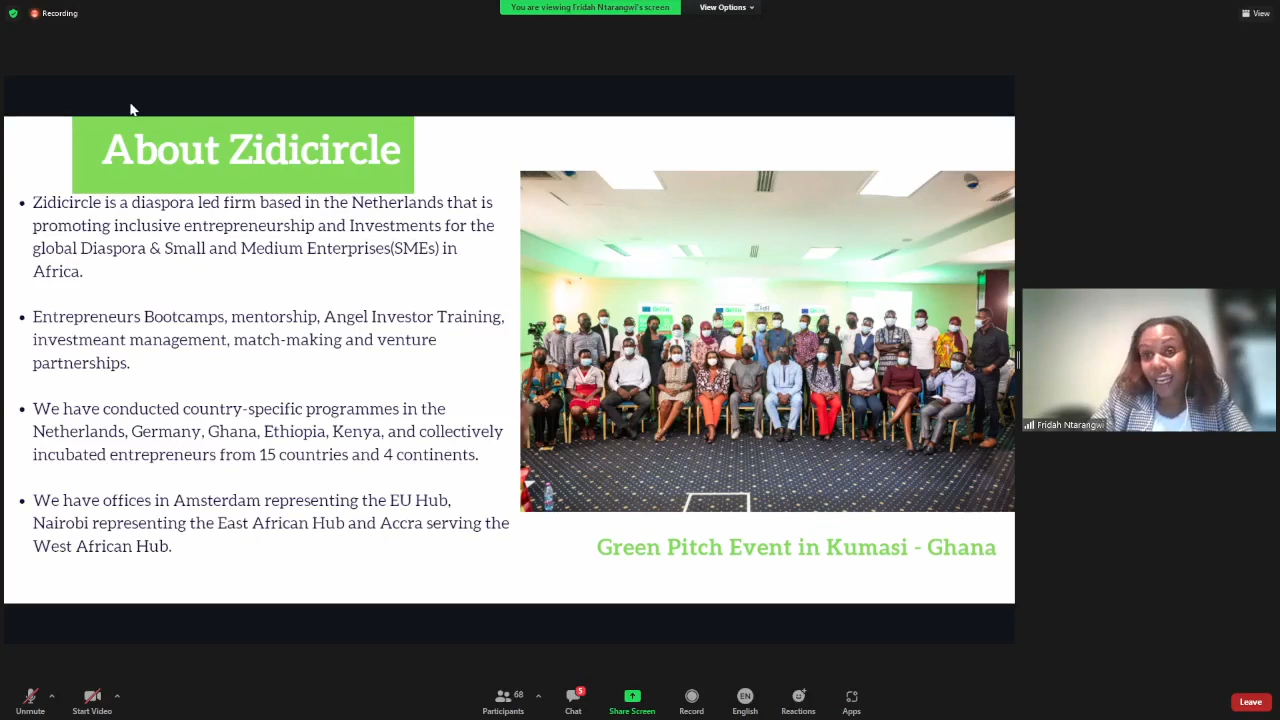 Recording
You are viewing Fridah Ntarangwi's screen
View Options
View
About Zidicircle
• Zidicircle is a diaspora led firm based in the Netherlands that is
promoting inclusive entrepreneurship and Investments for the
global Diaspora & Small and Medium Enterprises(SMEs) in
Africa.
• Entrepreneurs Bootcamps, mentorship, Angel Investor Training,
investmeant management, match-making and venture
partnerships.
• We have conducted country-specific programmes in the
Netherlands, Germany, Ghana, Ethiopia, Kenya, and collectively
incubated entrepreneurs from 15 countries and 4 continents.
• We have offices in Amsterdam representing the EU Hub,
Nairobi representing the East African Hub and Accra serving the
West African Hub.
Green Pitch Event in Kumasi - Ghana
Fridah Ntarangwi
Unmute
Start Video
68
Participants
5
Chat
Share Screen
Record
EN
English
Reactions
Apps
Leave